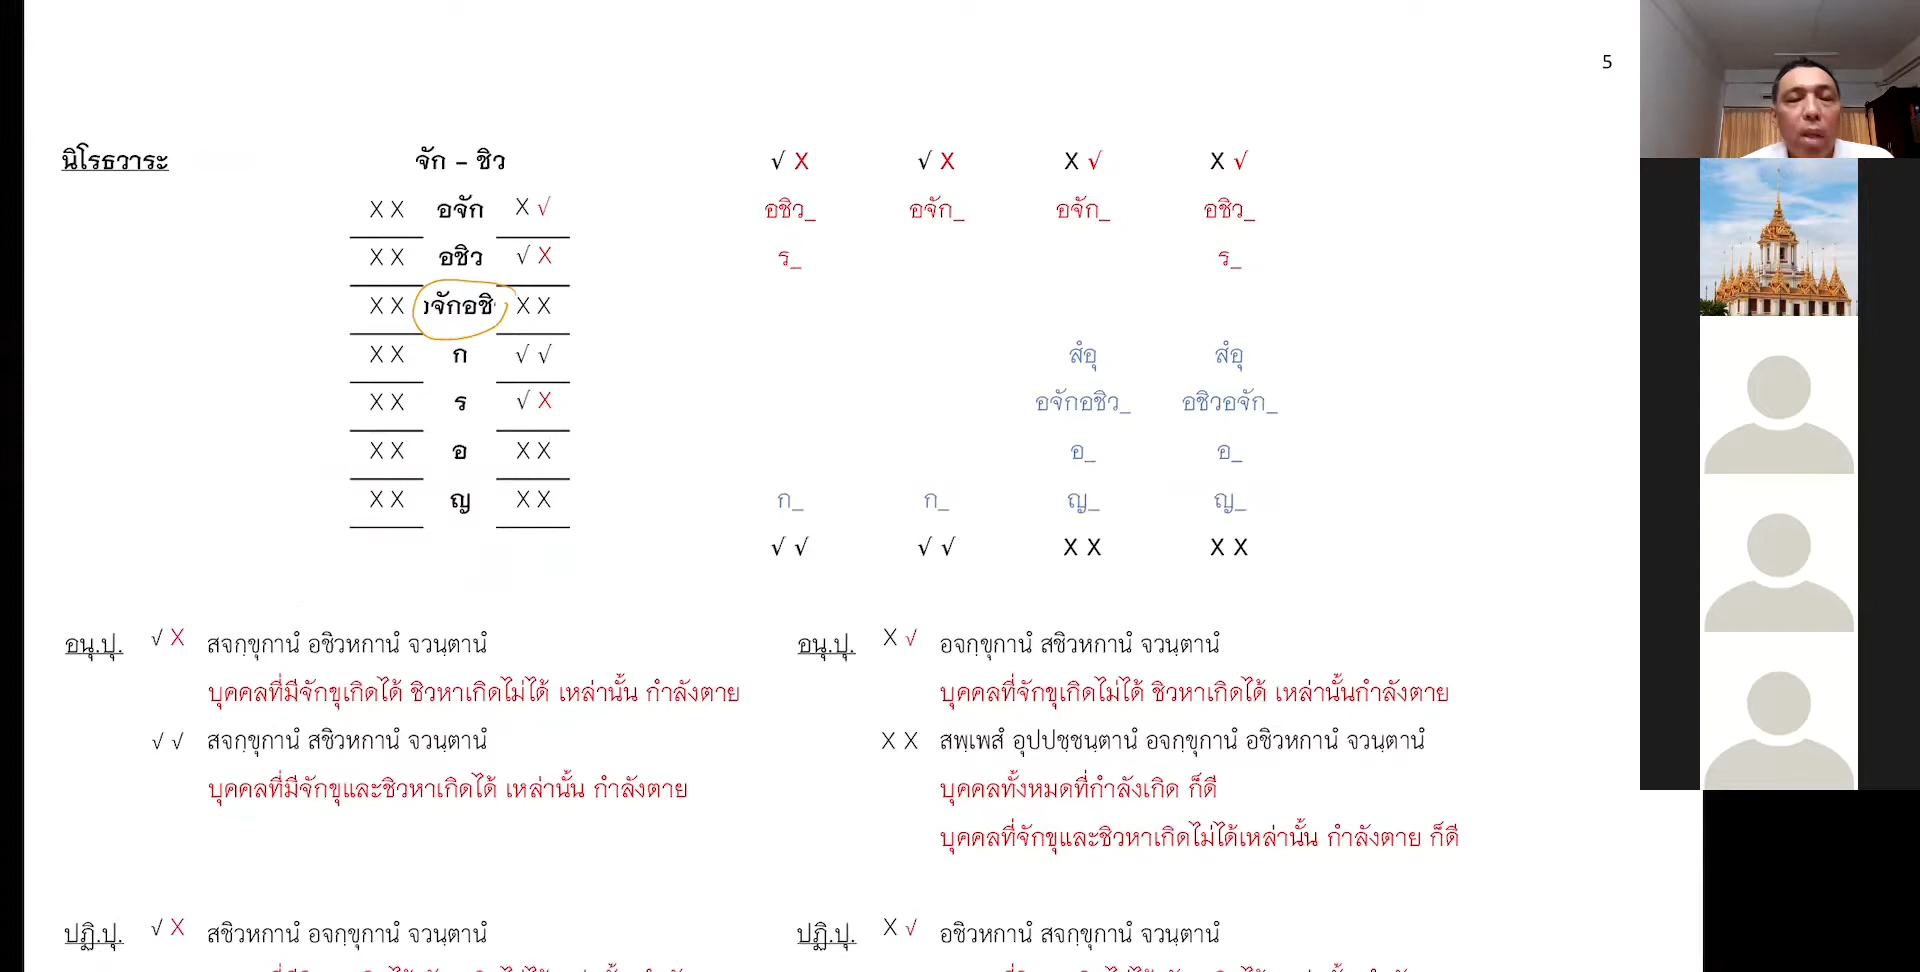 5
นิโรธวาระ จัก – ชิว √ X √ X X √ X √
X X อจัก X √ อชิว_ อจัก_ อจัก_ อชิว_
X X อชิว √ X ร_ ร_
X X จักอชิ X X
X X ก √ √ สํอุ สํอุ
X X ร √ X อจักอชิว_ อชิวอจัก_
X X อ X X อ_ อ_
X X ญ X X ก_ ก_ ญ_ ญ_
√ √ √ √ X X X X
อนุ.ปุ. √ X สจกฺขุกานํ อชิวหกานํ จวนฺตานํ
บุคคลที่มีจักขุเกิดได้ ชิวหาเกิดไม่ได้ เหล่านั้น กำลังตาย
√ √ สจกฺขุกานํ สชิวหกานํ จวนฺตานํ
บุคคลที่มีจักขุและชิวหาเกิดได้ เหล่านั้น กำลังตาย
อนุ.ปุ. X √ อจกฺขุกานํ สชิวหกานํ จวนฺตานํ
บุคคลที่จักขุเกิดไม่ได้ ชิวหาเกิดได้ เหล่านั้นกำลังตาย
X X สพฺเพสํ อุปปชฺชนฺตานํ อจกฺขุกานํ อชิวหกานํ จวนฺตานํ
บุคคลทั้งหมดที่กำลังเกิด ก็ดี
บุคคลที่จักขุและชิวหาเกิดไม่ได้เหล่านั้น กำลังตาย ก็ดี
ปฏิ.ปุ. √ X สชิวหกานํ อจกฺขุกานํ จวนฺตานํ
ปฏิ.ปุ. X √ อชิวหกานํ สจกฺขุกานํ จวนฺตานํ